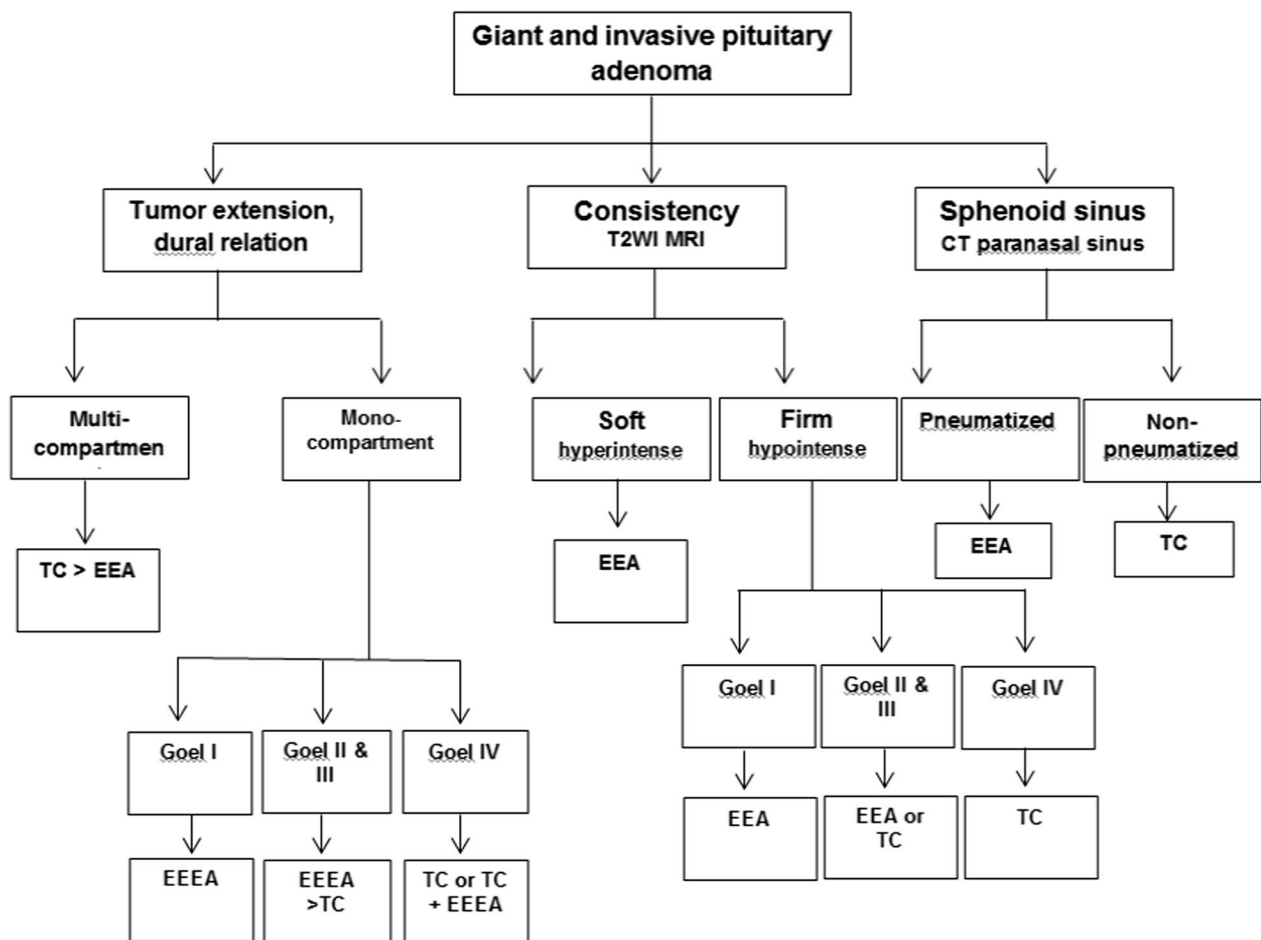 Giant and invasive pituitary
adenoma
Tumor extension,
dural relation
Consistency
T2WI MRI
Sphenoid sinus
CT paranasal sinus
Multi-
compartmen
Mono-
compartment
Soft
hyperintense
Firm
hypointense
Pneumatized
Non-
pneumatized
TC > EEA
EEA
EEA
TC
Goel I
Goel II &
III
Goel IV
Goel I
Goel II &
III
Goel IV
EEEA
EEEA
>TC
TC or TC
+ EEEA
EEA
EEA or
TC
TC